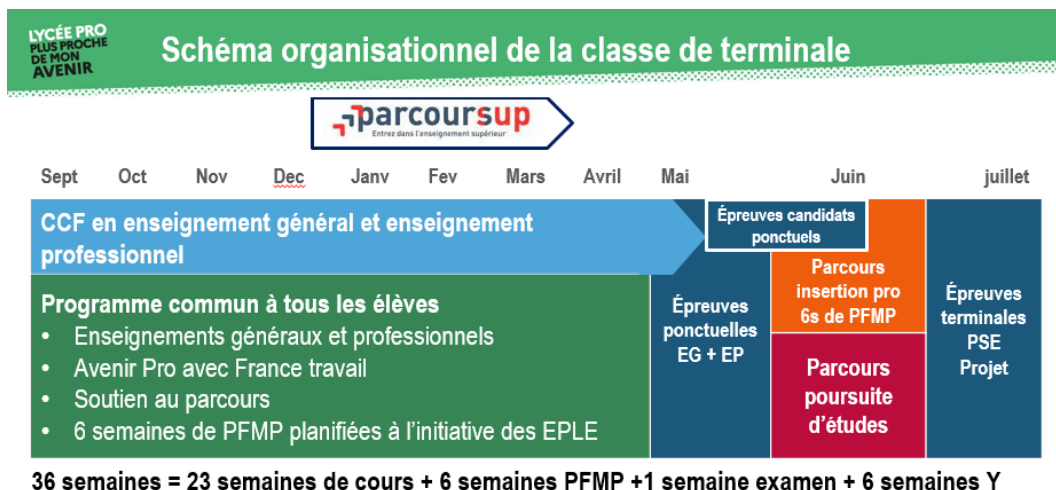 LYCÉE PRO
PLUS PROCHE
DE MON
AVENIR
Schéma organisationnel de la classe de terminale
parcoursup
Entrez dans l'enseignement supérieur
Sept Oct Nov Dec Janv Fev Mars Avril Mai Juin juillet
CCF en enseignement général et enseignement
professionnel
Épreuves candidats
ponctuels
Programme commun à tous les élèves
• Enseignements généraux et professionnels
• Avenir Pro avec France travail
• Soutien au parcours
• 6 semaines de PFMP planifiées à l'initiative des EPLE
Épreuves
ponctuelles
EG + EP
Parcours
insertion pro
6s de PFMP
Parcours
poursuite
d'études
Épreuves
terminales
PSE
Projet
36 semaines = 23 semaines de cours + 6 semaines PFMP +1 semaine examen + 6 semaines Y